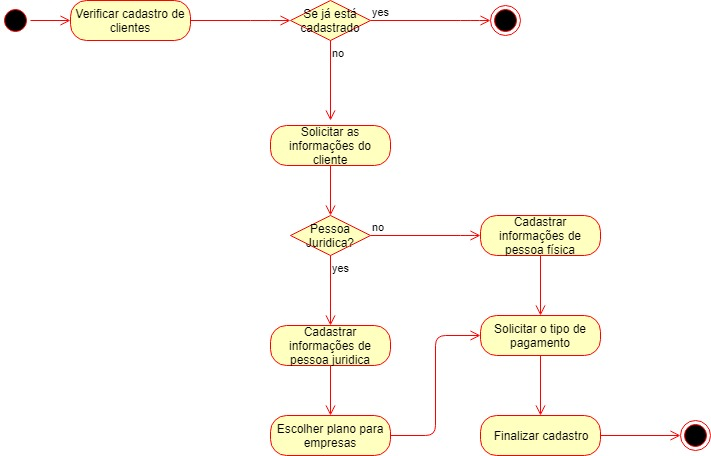 Verificar cadastro de
clientes
Se já está
cadastrado
yes
no
Solicitar as
informações do
cliente
Pessoa
Juridica?
no
yes
Cadastrar
informações de
pessoa física
Cadastrar
informações de
pessoa juridica
Solicitar o tipo de
pagamento
Escolher plano para
empresas
Finalizar cadastro